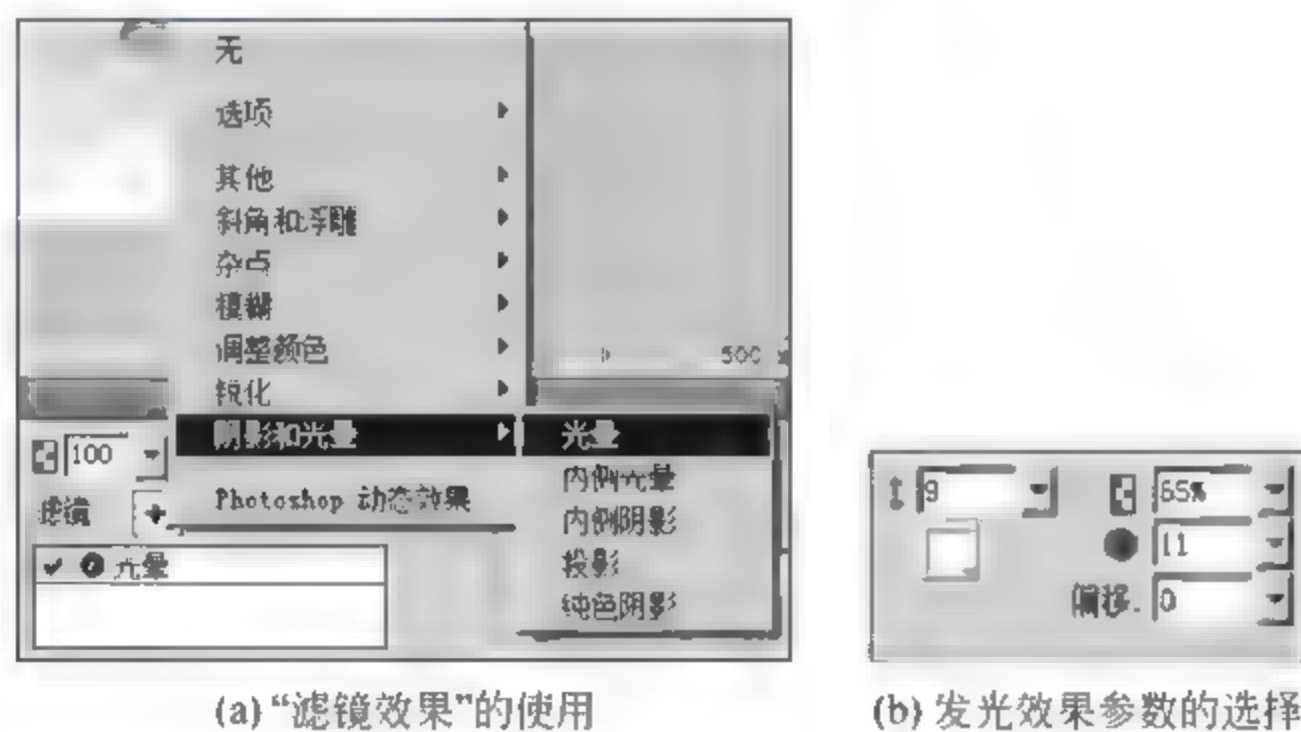 无
选项
其他
斜角和浮雕
杂点
模糊
调整颜色
锐化
阴影和光晕
Photoshop 动态效果
500
光晕
内侧光晕
内侧阴影
投影
纯色阴影
100
滤镜
光晕
9
65%
11
偏移:
0
(a) “滤镜效果”的使用
(b) 发光效果参数的选择